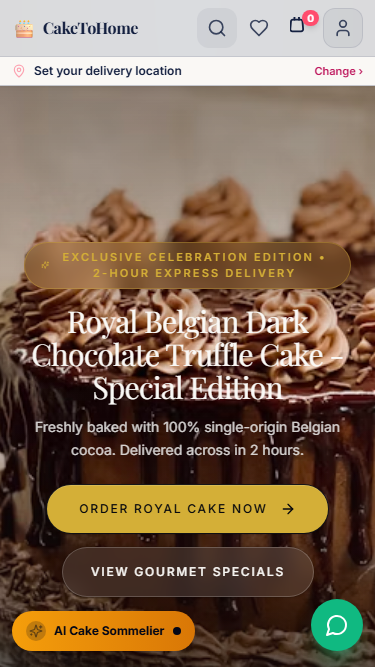 CakeToHome
0
Set your delivery location
Change ›
EXCLUSIVE CELEBRATION EDITION •
2-HOUR EXPRESS DELIVERY
Royal Belgian Dark
Chocolate Truffle Cake –
Special Edition
Freshly baked with 100% single-origin Belgian
cocoa. Delivered across in 2 hours.
ORDER ROYAL CAKE NOW →
VIEW GOURMET SPECIALS
AI Cake Sommelier